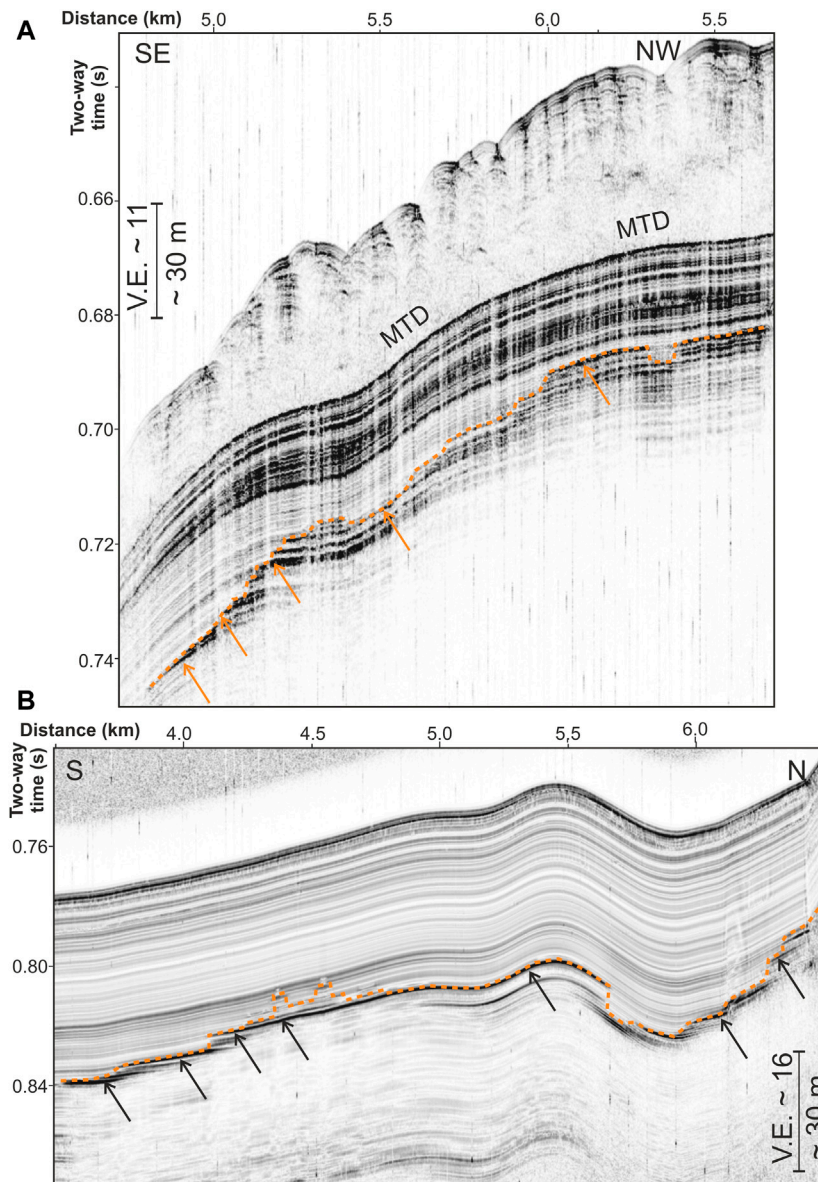 A
Distance (km) 5.0 5.5 6.0 5.5
SE NW
Two-way
time (s)
0.66
V.E. ~ 11
~ 30 m
MTD
0.68
MTD
0.70
0.72
0.74
B
Distance (km) 4.0 4.5 5.0 5.5 6.0
S N
Two-way
time (s)
0.76
0.80
0.84
V.E. ~ 16
~ 30 m